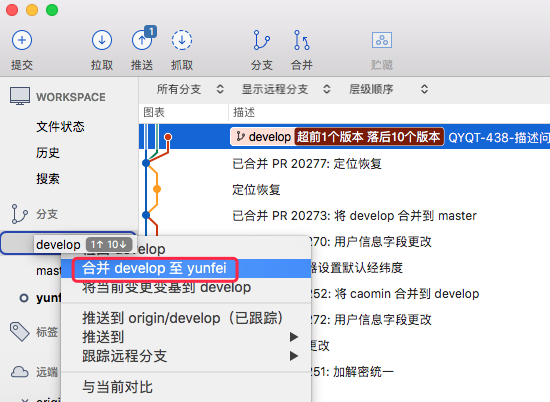 1
提交
拉取
推送
抓取
分支
合并
贮藏
所有分支
显示远程分支
层级顺序
WORKSPACE
图表
描述
文件状态
develop 超前1个版本 落后10个版本 QYQT-438-描述问
历史
已合并 PR 20277: 定位恢复
搜索
定位恢复
分支
已合并 PR 20273: 将 develop 合并到 master
develop 1↑ 10↓
develop
270: 用户信息字段更改
合并 develop 至 yunfei
器设置默认经纬度
将当前变更变基到 develop
252: 将 caomin 合并到 develop
标签
推送到 origin/develop（已跟踪）
272: 用户信息字段更改
推送到
更改
远端
跟踪远程分支
251: 加解密统一
与当前对比